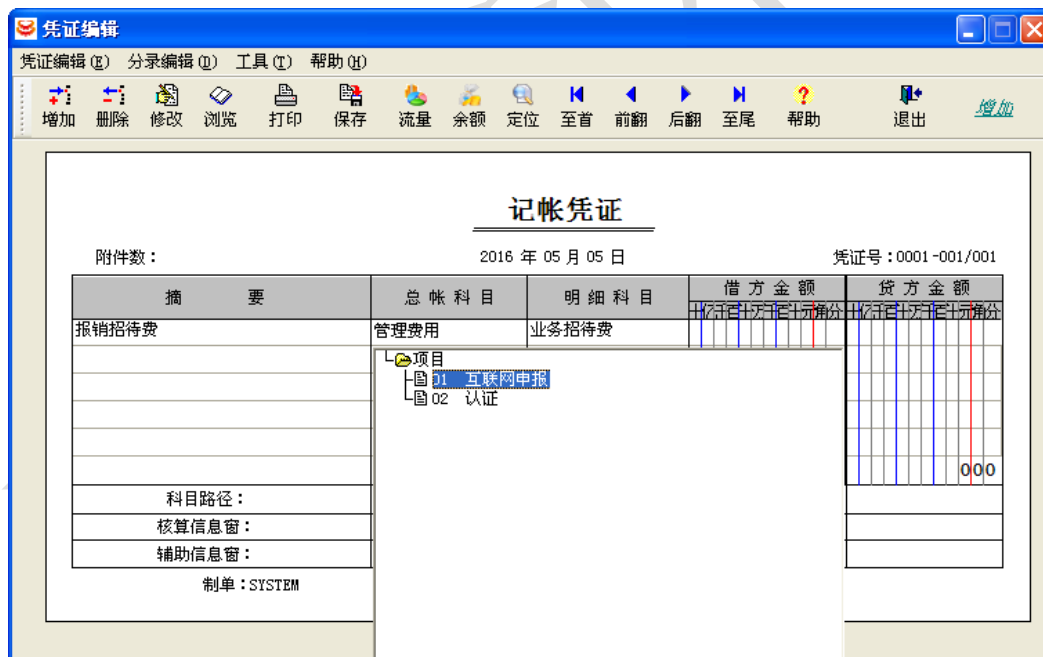 凭证编辑
凭证编辑(E) 分录编辑(D) 工具(T) 帮助(H)
增加 删除 修改 浏览 打印 保存 流量 余额 定位 至首 前翻 后翻 至尾 帮助 退出 增加
记帐凭证
附件数： 2016 年 05 月 05 日 凭证号：0001-001/001
摘 要 总帐科目 明细科目 借方金额 贷方金额
十亿千百十万千百十元角分 十亿千百十万千百十元角分
报销招待费 管理费用 业务招待费
项目
01 互联网申报
02 认证
000
科目路径：
核算信息窗：
辅助信息窗：
制单：SYSTEM